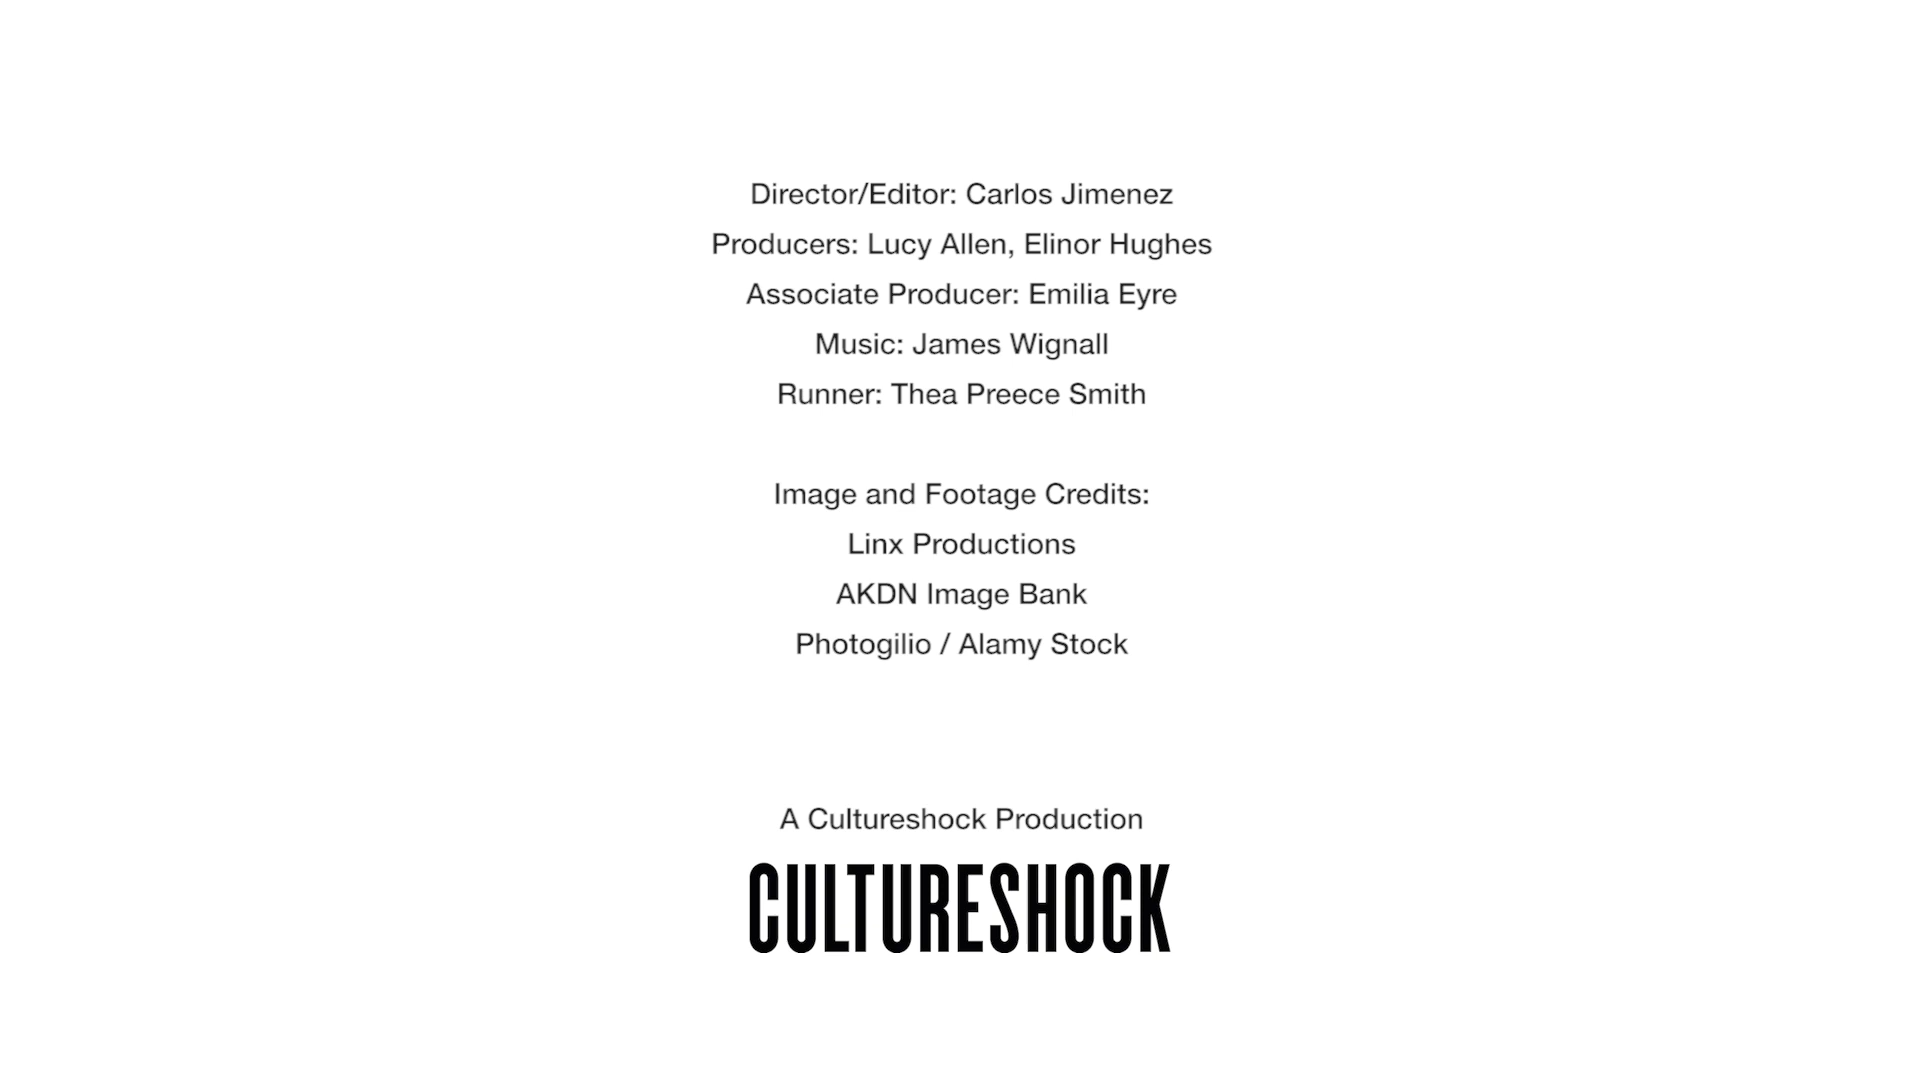 Director/Editor: Carlos Jimenez
Producers: Lucy Allen, Elinor Hughes
Associate Producer: Emilia Eyre
Music: James Wignall
Runner: Thea Preece Smith
Image and Footage Credits:
Linx Productions
AKDN Image Bank
Photogilio / Alamy Stock
A Cultureshock Production
CULTURESHOCK